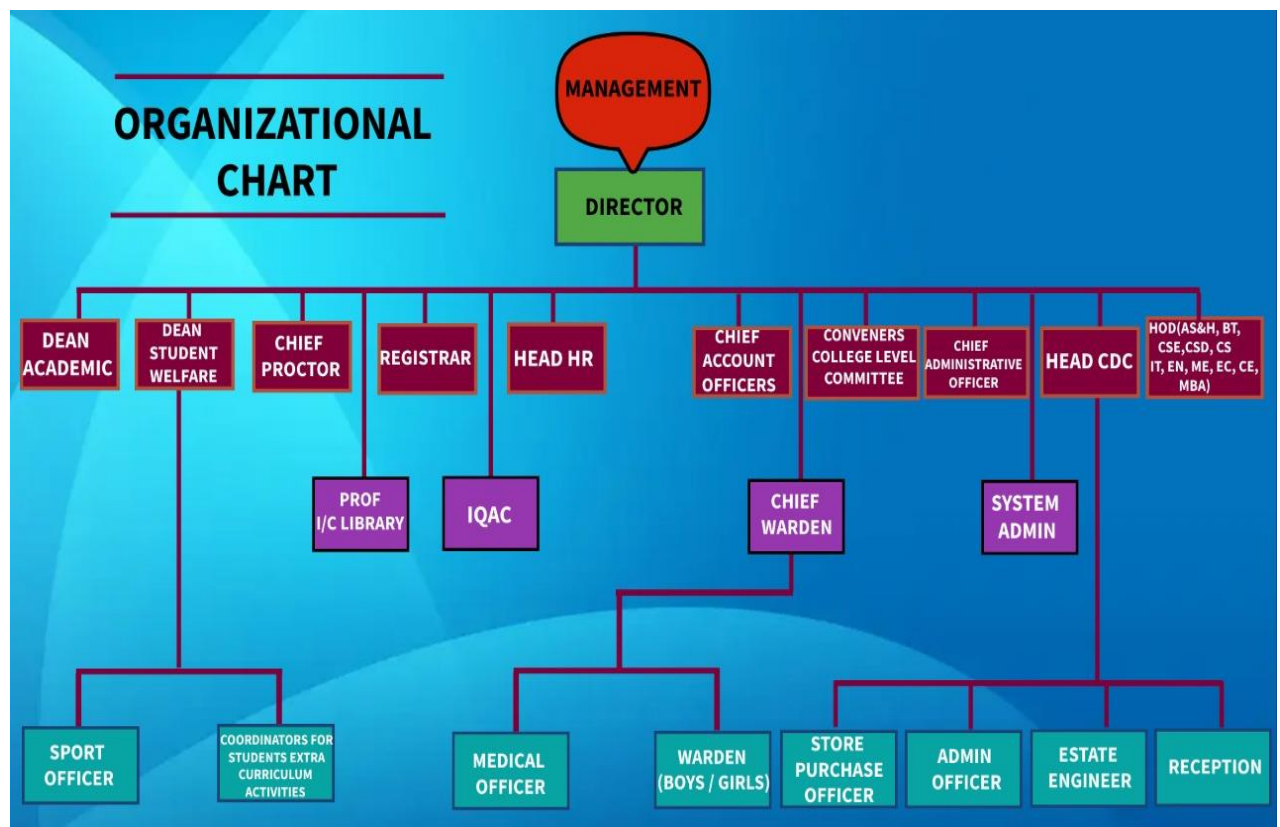 MANAGEMENT
ORGANIZATIONAL
CHART
DIRECTOR
DEAN
ACADEMIC
DEAN
STUDENT
WELFARE
CHIEF
PROCTOR
REGISTRAR
HEAD HR
CHIEF
ACCOUNT
OFFICERS
CONVENERS
COLLEGE LEVEL
COMMITTEE
CHIEF
ADMINISTRATIVE
OFFICER
HEAD CDC
HOD(AS&H, BT,
CSE,CSD, CS
IT, EN, ME, EC, CE,
MBA)
PROF
I/C LIBRARY
IQAC
CHIEF
WARDEN
SYSTEM
ADMIN
SPORT
OFFICER
COORDINATORS FOR
STUDENTS EXTRA
CURRICULUM
ACTIVITIES
MEDICAL
OFFICER
WARDEN
(BOYS / GIRLS)
STORE
PURCHASE
OFFICER
ADMIN
OFFICER
ESTATE
ENGINEER
RECEPTION